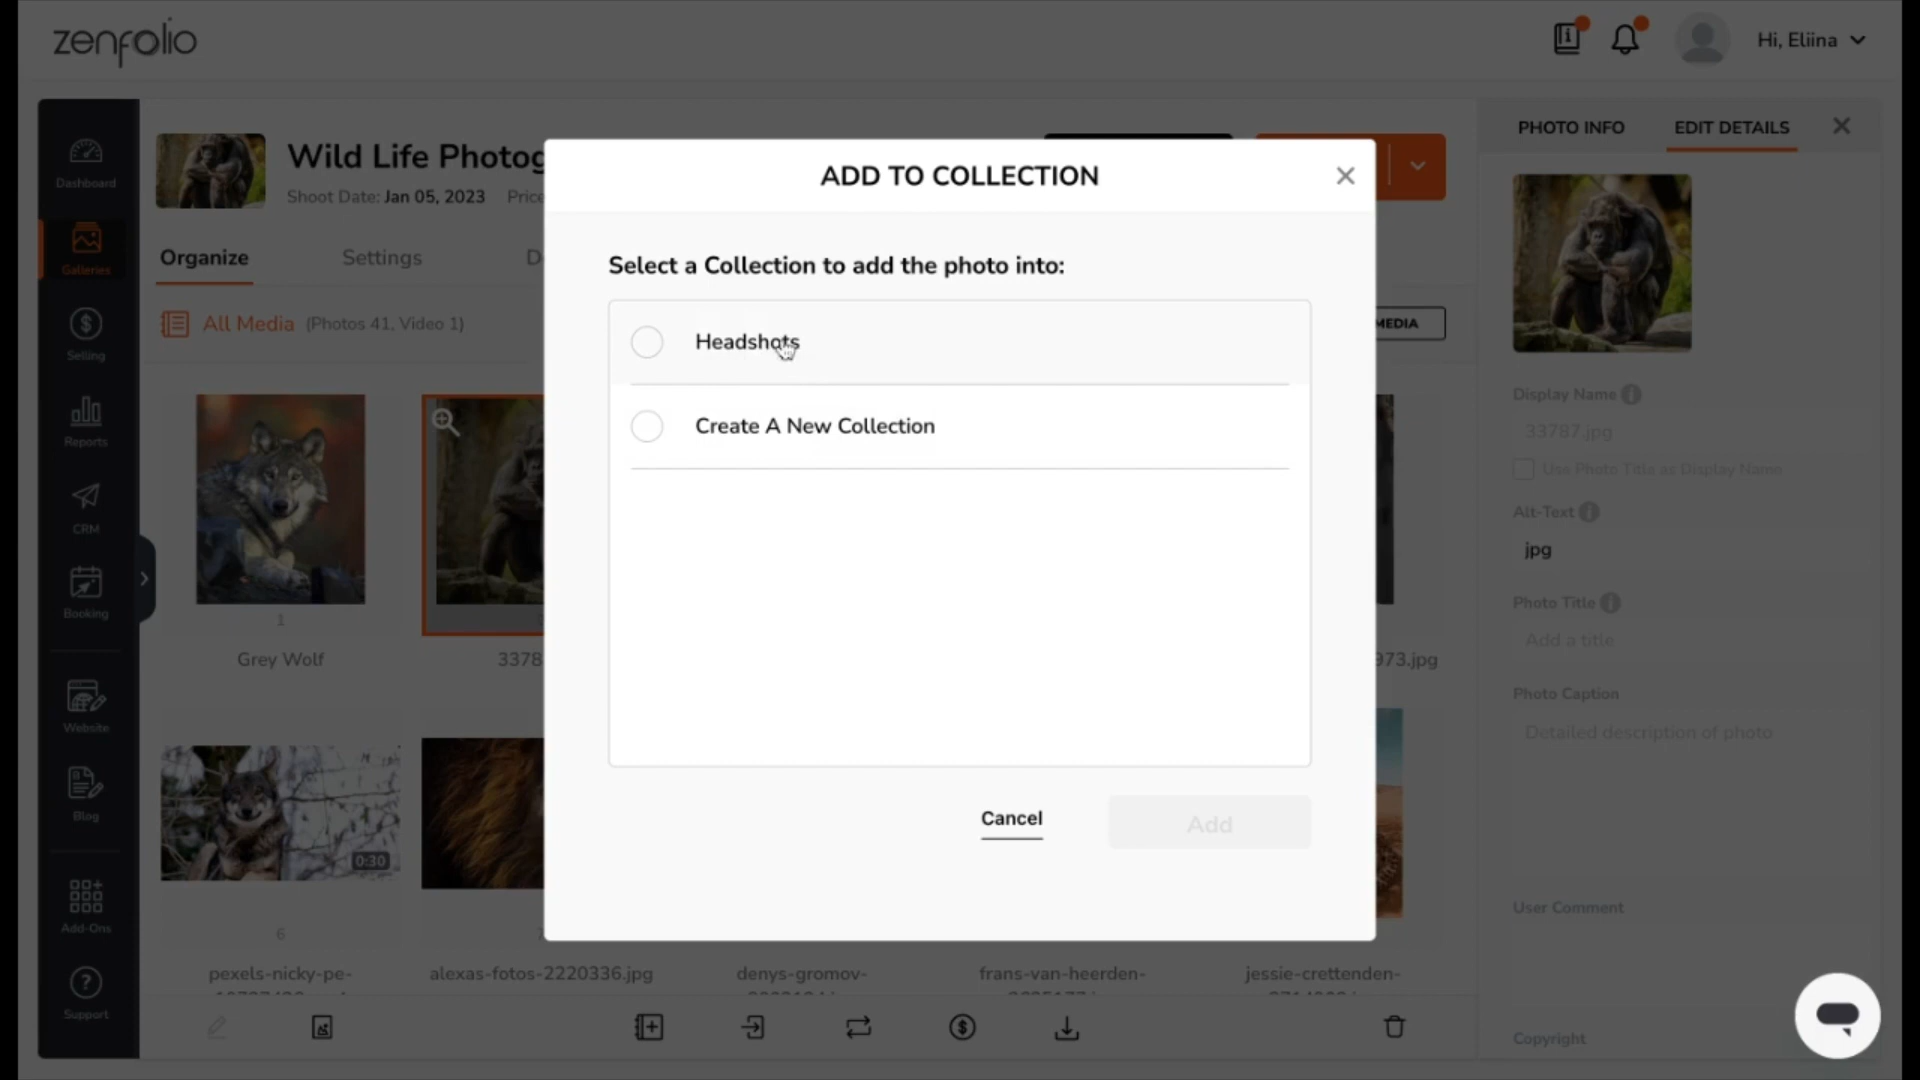 zenfolio
Hi, Eliina
Dashboard
Galleries
Selling
Reports
CRM
Booking
Website
Blog
Add-Ons
Support
Wild Life Photog
Shoot Date: Jan 05, 2023 Price
Organize
Settings
D
All Media (Photos 41, Video 1)
MEDIA
1
Grey Wolf
3378
973.jpg
0:30
6
pexels-nicky-pe-
alexas-fotos-2220336.jpg
denys-gromov-
frans-van-heerden-
jessie-crettenden-
ADD TO COLLECTION
Select a Collection to add the photo into:
Headshots
Create A New Collection
Cancel
Add
PHOTO INFO
EDIT DETAILS
Display Name
33787.jpg
Use Photo Title as Display Name
Alt-Text
jpg
Photo Title
Add a title
Photo Caption
Detailed description of photo
User Comment
Copyright